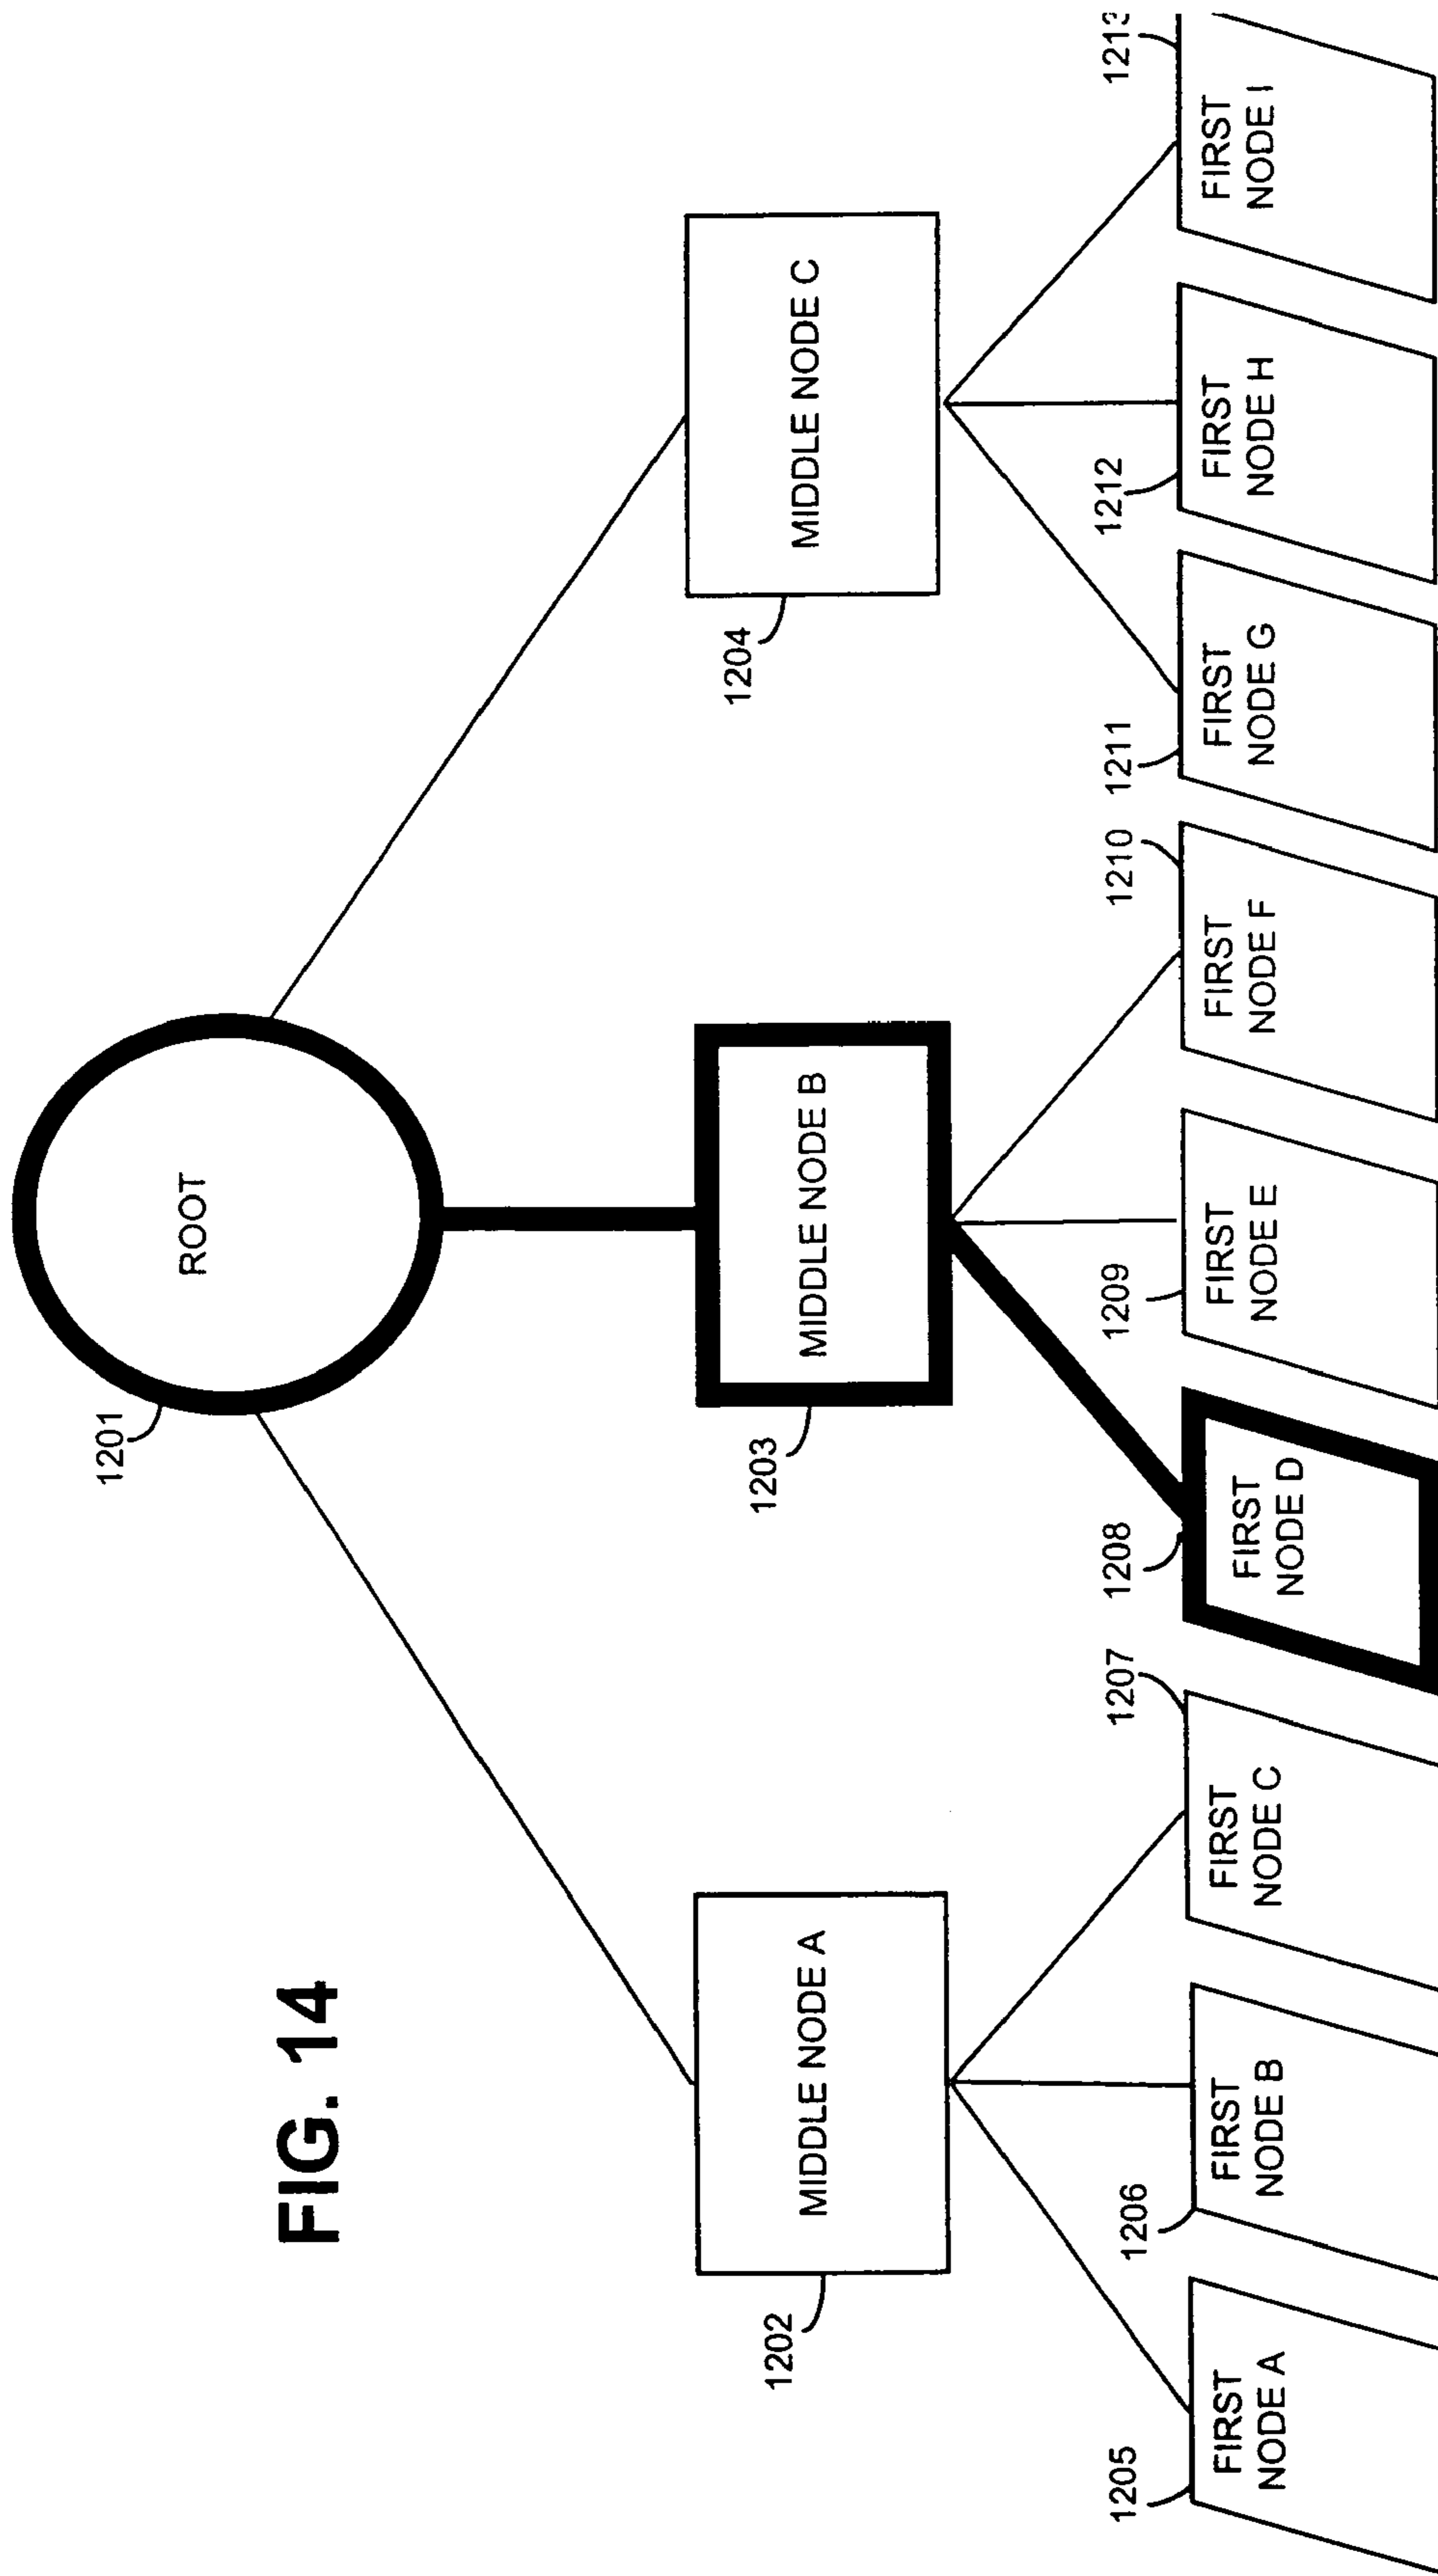 FIG. 14
ROOT
1201
MIDDLE NODE A
1202
MIDDLE NODE B
1203
MIDDLE NODE C
1204
1205
FIRST
NODE A
1206
FIRST
NODE B
1207
FIRST
NODE C
1208
FIRST
NODE D
1209
FIRST
NODE E
1210
FIRST
NODE F
1211
FIRST
NODE G
1212
FIRST
NODE H
1213
FIRST
NODE I